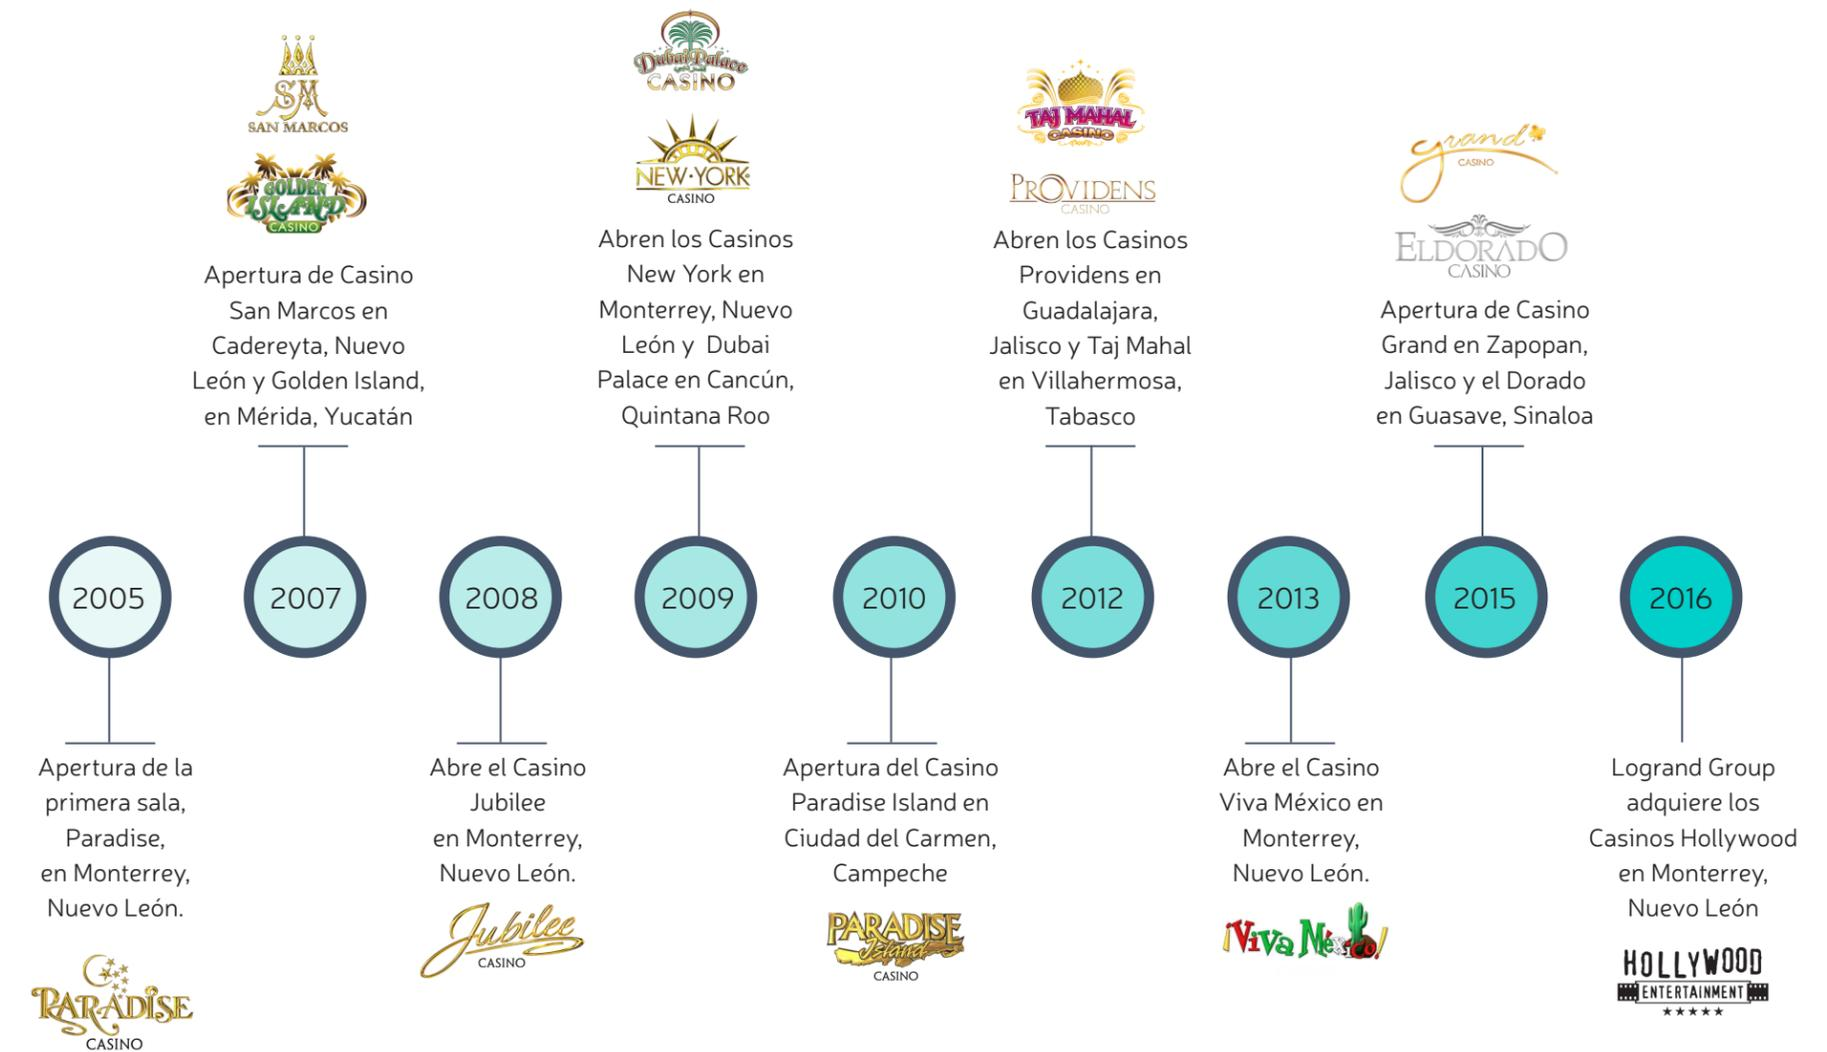 SM
SAN MARCOS
GOLDEN
ISLAND
CASINO
Apertura de Casino
San Marcos en
Cadereyta, Nuevo
León y Golden Island,
en Mérida, Yucatán
Dubai Palace
CASINO
NEW·YORK
CASINO
Abren los Casinos
New York en
Monterrey, Nuevo
León y Dubai
Palace en Cancún,
Quintana Roo
TAJ MAHAL
CASINO
PROVIDENS
CASINO
Abren los Casinos
Providens en
Guadalajara,
Jalisco y Taj Mahal
en Villahermosa,
Tabasco
grand
CASINO
ELDORADO
CASINO
Apertura de Casino
Grand en Zapopan,
Jalisco y el Dorado
en Guasave, Sinaloa
2005
2007
2008
2009
2010
2012
2013
2015
2016
Apertura de la
primera sala,
Paradise,
en Monterrey,
Nuevo León.
PARADISE
CASINO
Abre el Casino
Jubilee
en Monterrey,
Nuevo León.
Jubilee
CASINO
Apertura del Casino
Paradise Island en
Ciudad del Carmen,
Campeche
PARADISE
Island
CASINO
Abre el Casino
Viva México en
Monterrey,
Nuevo León.
¡Viva México!
Logrand Group
adquiere los
Casinos Hollywood
en Monterrey,
Nuevo León
HOLLYWOOD
ENTERTAINMENT